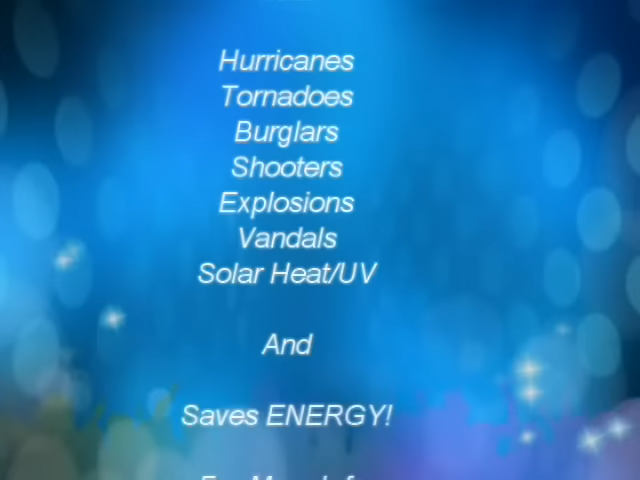 Hurricanes
Tornadoes
Burglars
Shooters
Explosions
Vandals
Solar Heat/UV
And
Saves ENERGY!